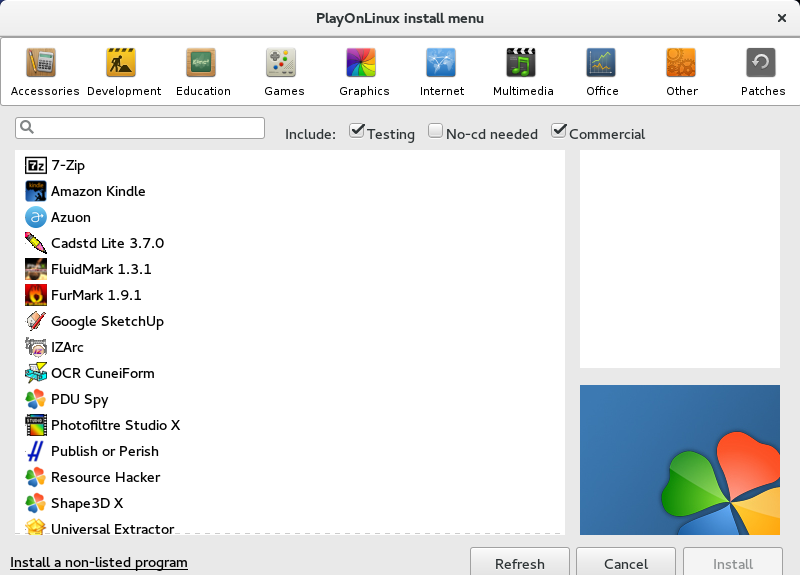 PlayOnLinux install menu
Accessories Development Education Games Graphics Internet Multimedia Office Other Patches
Include: Testing No-cd needed Commercial
7-Zip
Amazon Kindle
Azuon
Cadstd Lite 3.7.0
FluidMark 1.3.1
FurMark 1.9.1
Google SketchUp
IZArc
OCR CuneiForm
PDU Spy
Photofiltre Studio X
Publish or Perish
Resource Hacker
Shape3D X
Universal Extractor
Install a non-listed program
Refresh Cancel Install